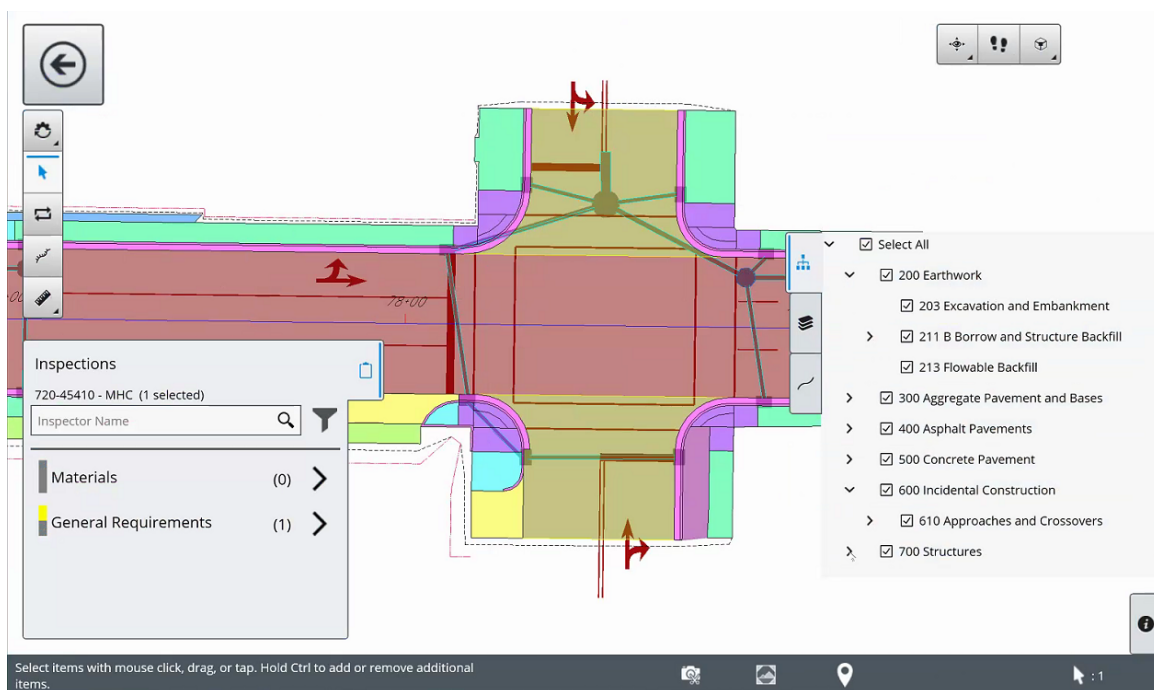 78+00
Select All
200 Earthwork
203 Excavation and Embankment
211 B Borrow and Structure Backfill
213 Flowable Backfill
300 Aggregate Pavement and Bases
400 Asphalt Pavements
500 Concrete Pavement
600 Incidental Construction
610 Approaches and Crossovers
700 Structures
Inspections
720-45410 - MHC (1 selected)
Inspector Name
Materials (0)
General Requirements (1)
Select items with mouse click, drag, or tap. Hold Ctrl to add or remove additional
items.
: 1